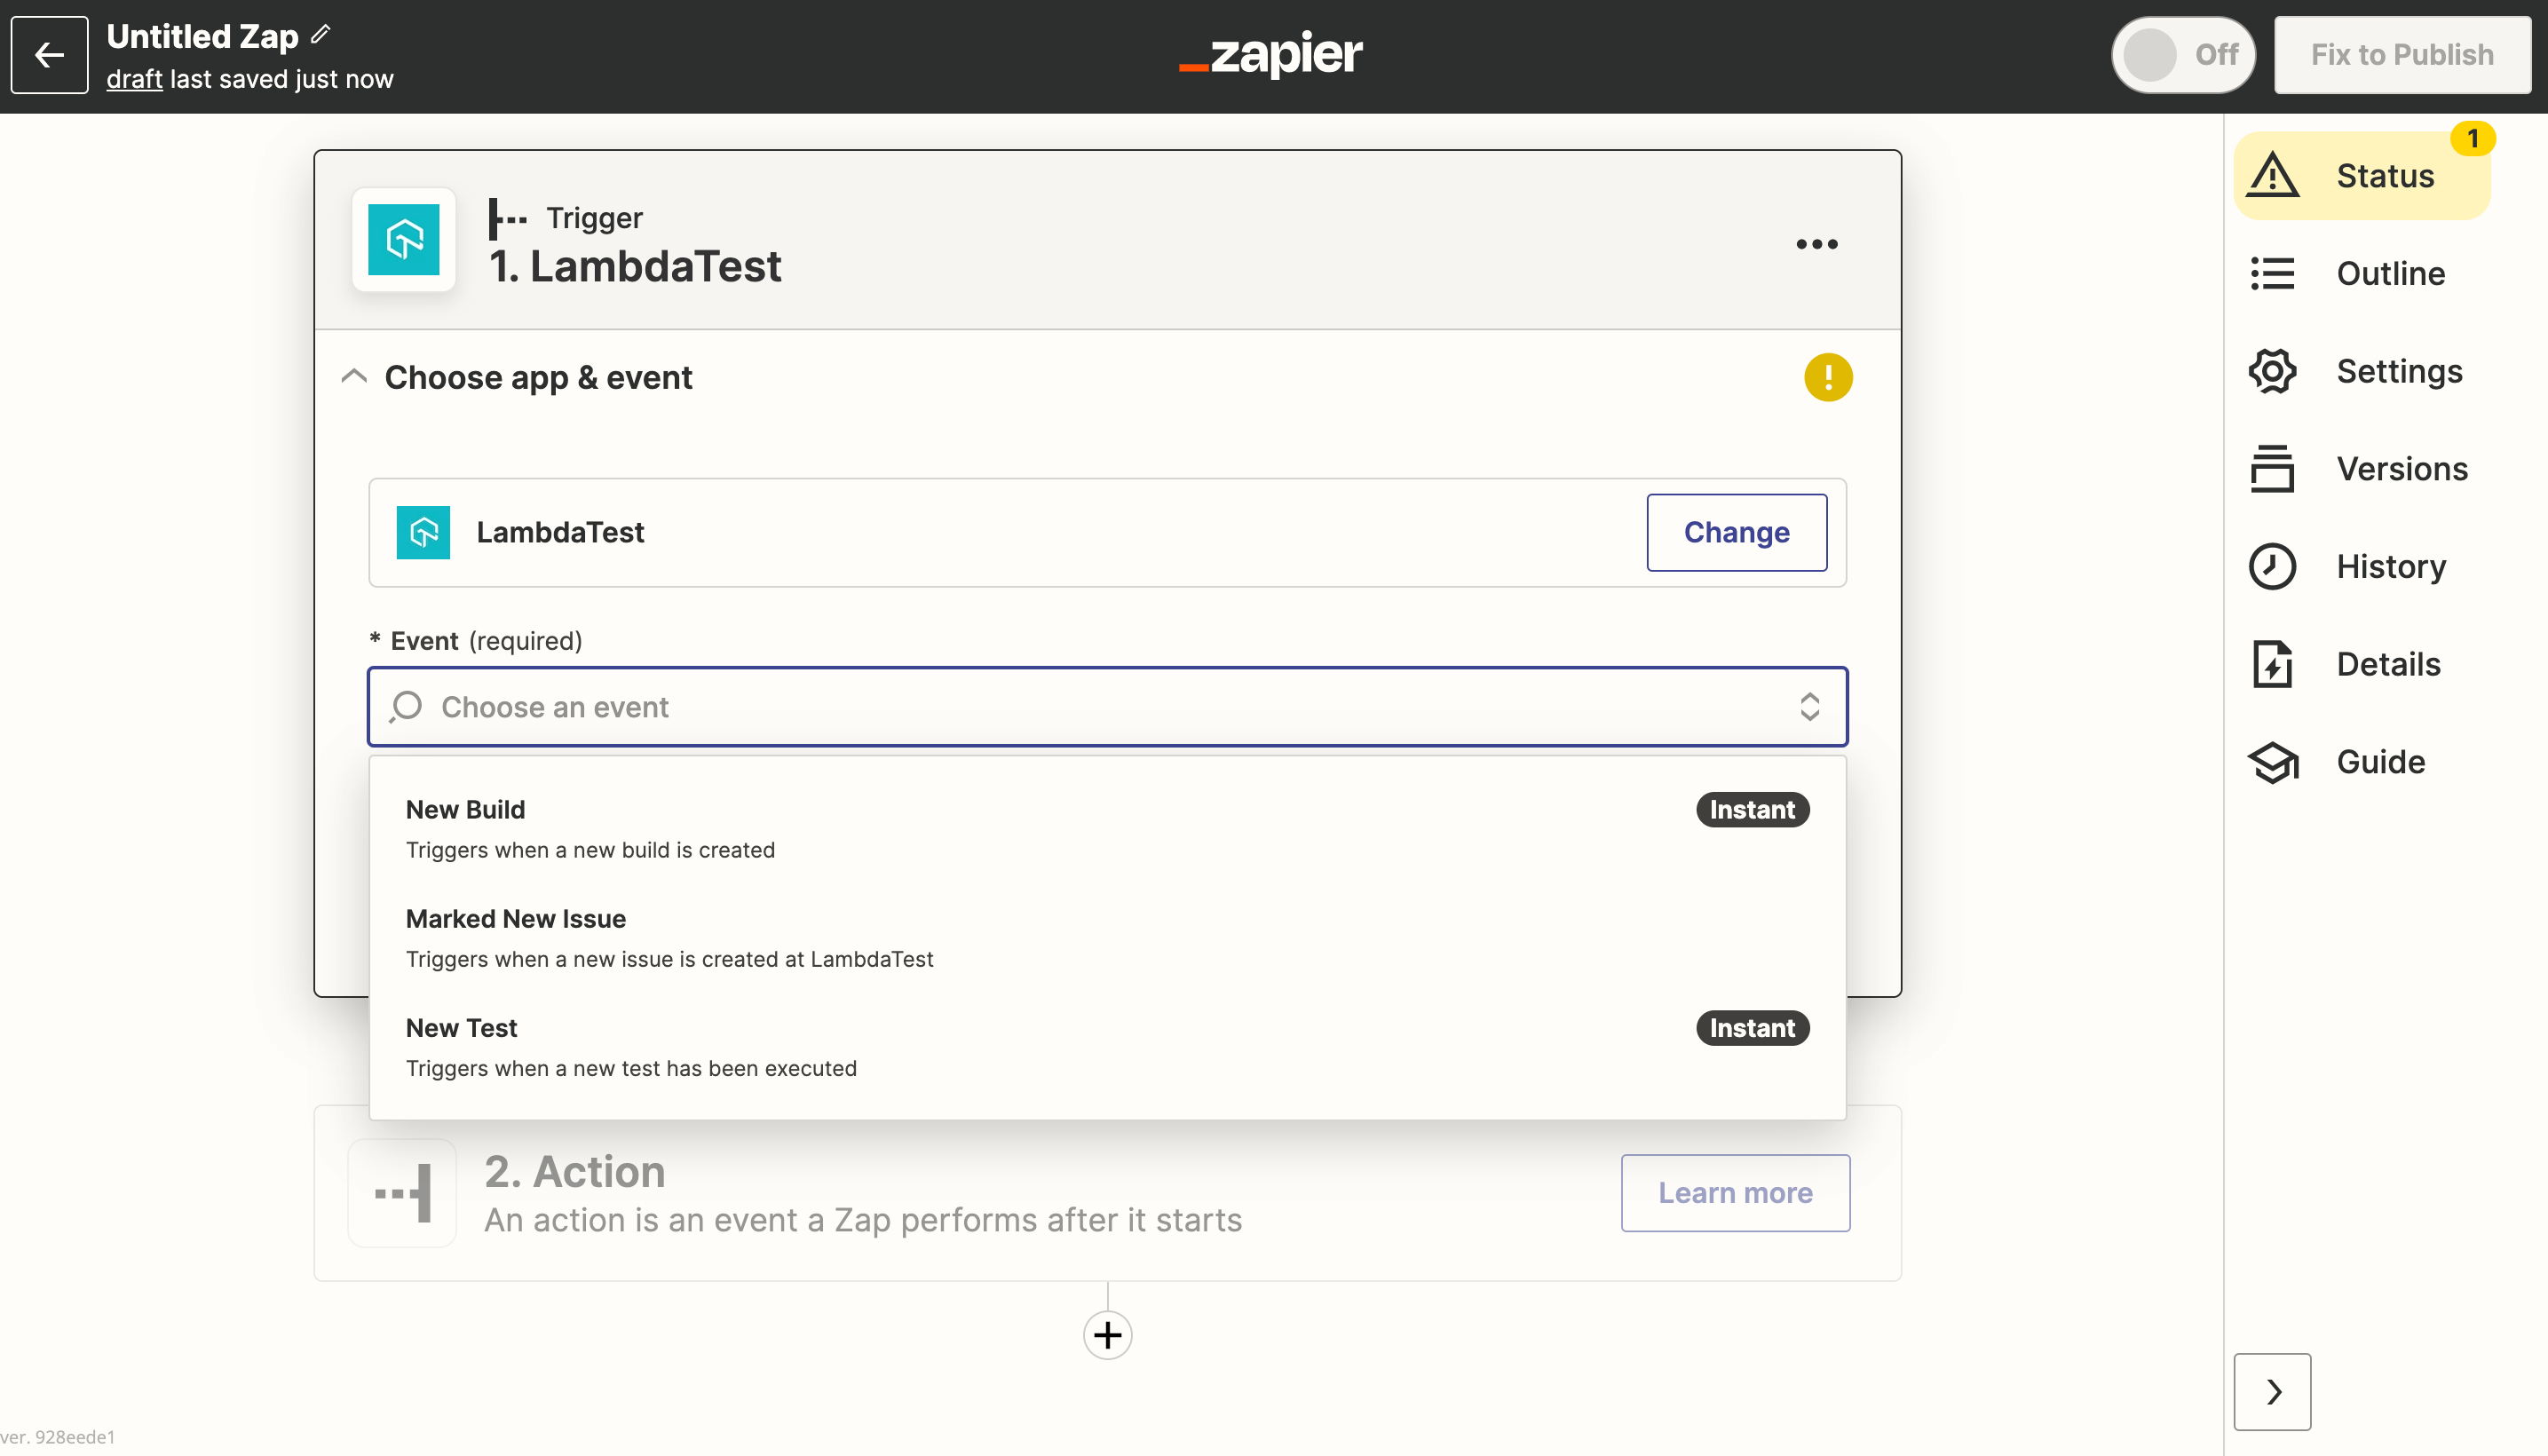 Untitled Zap
draft last saved just now
zapier
Off
Fix to Publish
Trigger
1. LambdaTest
Choose app & event
LambdaTest
Change
* Event (required)
Choose an event
New Build
Instant
Triggers when a new build is created
Marked New Issue
Triggers when a new issue is created at LambdaTest
New Test
Instant
Triggers when a new test has been executed
2. Action
An action is an event a Zap performs after it starts
Learn more
1
Status
Outline
Settings
Versions
History
Details
Guide
ver. 928eede1